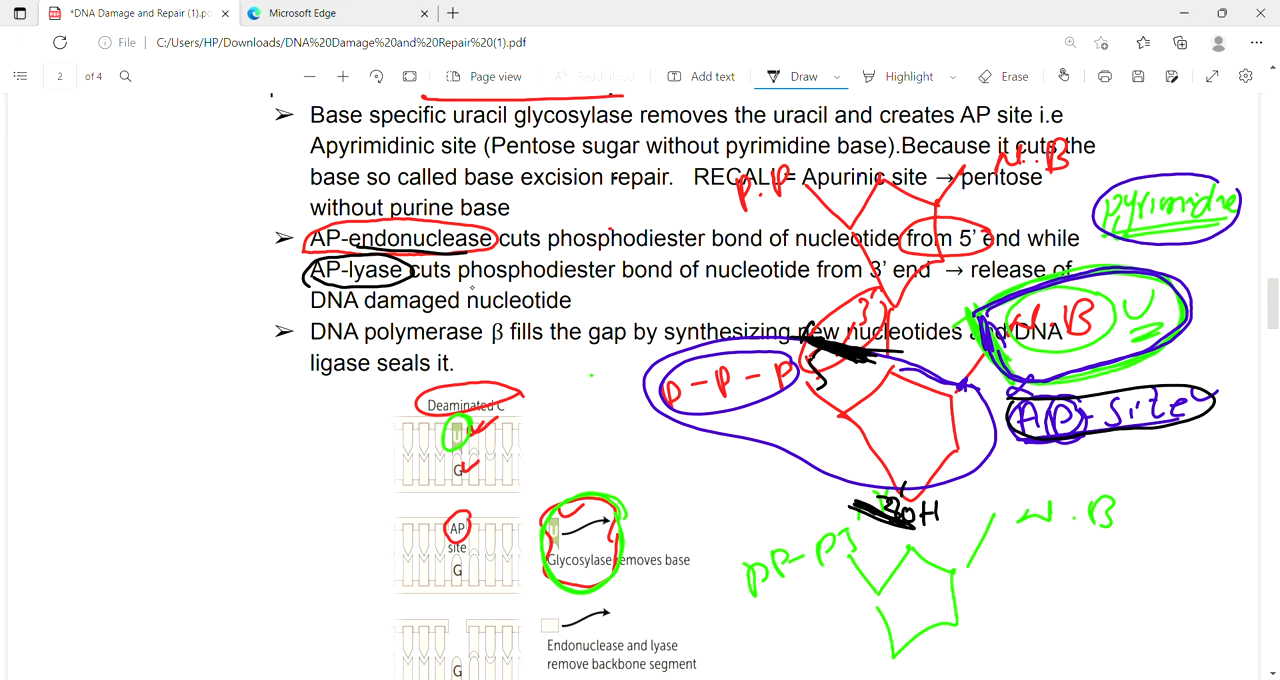 *DNA Damage and Repair (1).pd
Microsoft Edge
File
C:/Users/HP/Downloads/DNA%20Damage%20and%20Repair%20(1).pdf
2 of 4
Page view
Read aloud
Add text
Draw
Highlight
Erase
➢ Base specific uracil glycosylase removes the uracil and creates AP site i.e
Apyrimidinic site (Pentose sugar without pyrimidine base).Because it cuts the
base so called base excision repair. RECALL= Apurinic site → pentose
without purine base
➢ AP-endonuclease cuts phosphodiester bond of nucleotide from 5’ end while
AP-lyase cuts phosphodiester bond of nucleotide from 3’ end → release of
DNA damaged nucleotide
➢ DNA polymerase β fills the gap by synthesizing new nucleotides and DNA
ligase seals it.
P.P
N.B
pyrimidne
3'
N.B U
P-P-P
5
AP-Site
3'
OH
PP-P
N.B
Deaminated C
U
G
AP
site
G
U
Glycosylase removes base
G
Endonuclease and lyase
remove backbone segment